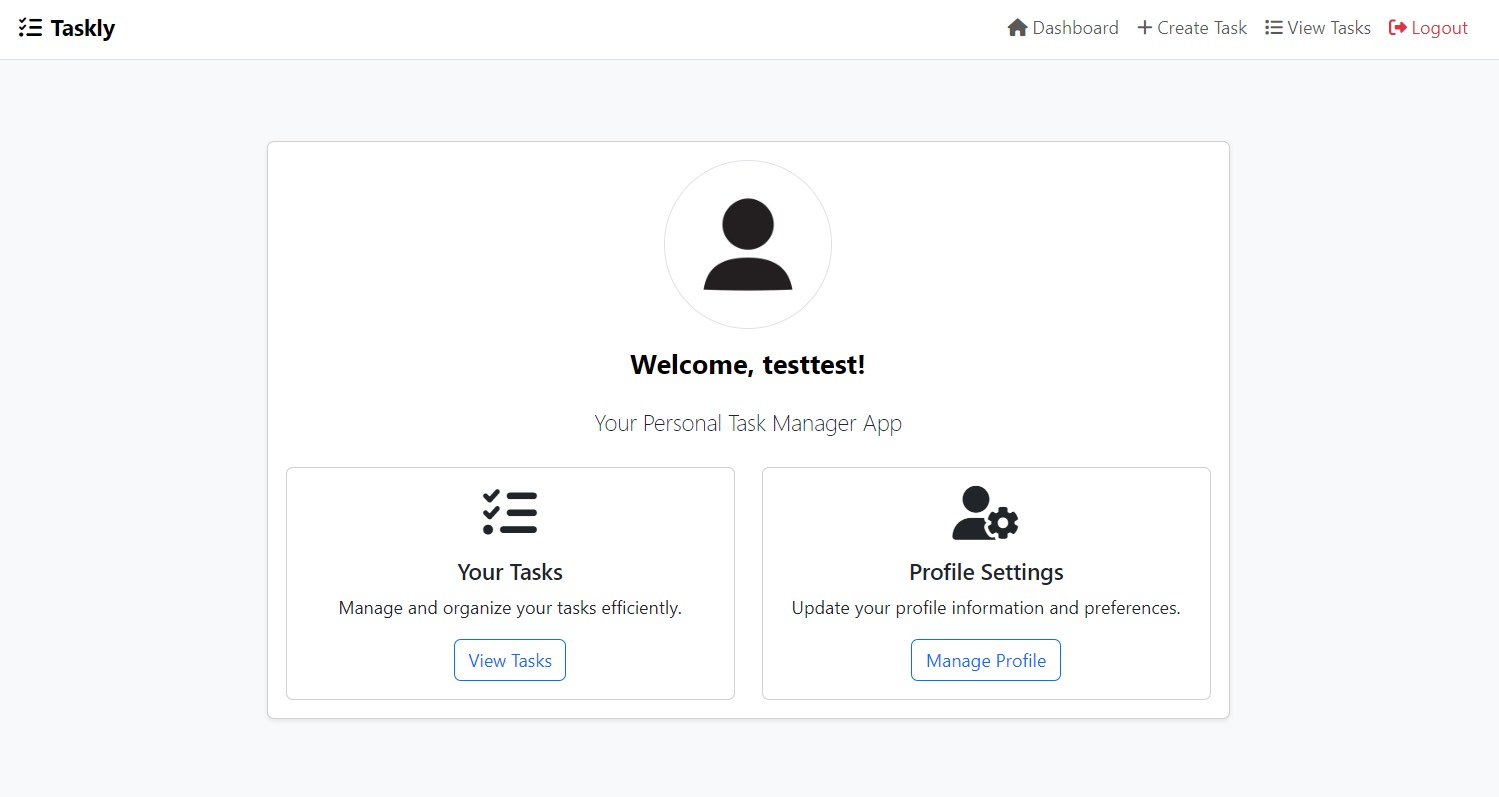 Taskly
Dashboard Create Task View Tasks Logout
Welcome, testtest!
Your Personal Task Manager App
Your Tasks
Manage and organize your tasks efficiently.
View Tasks
Profile Settings
Update your profile information and preferences.
Manage Profile